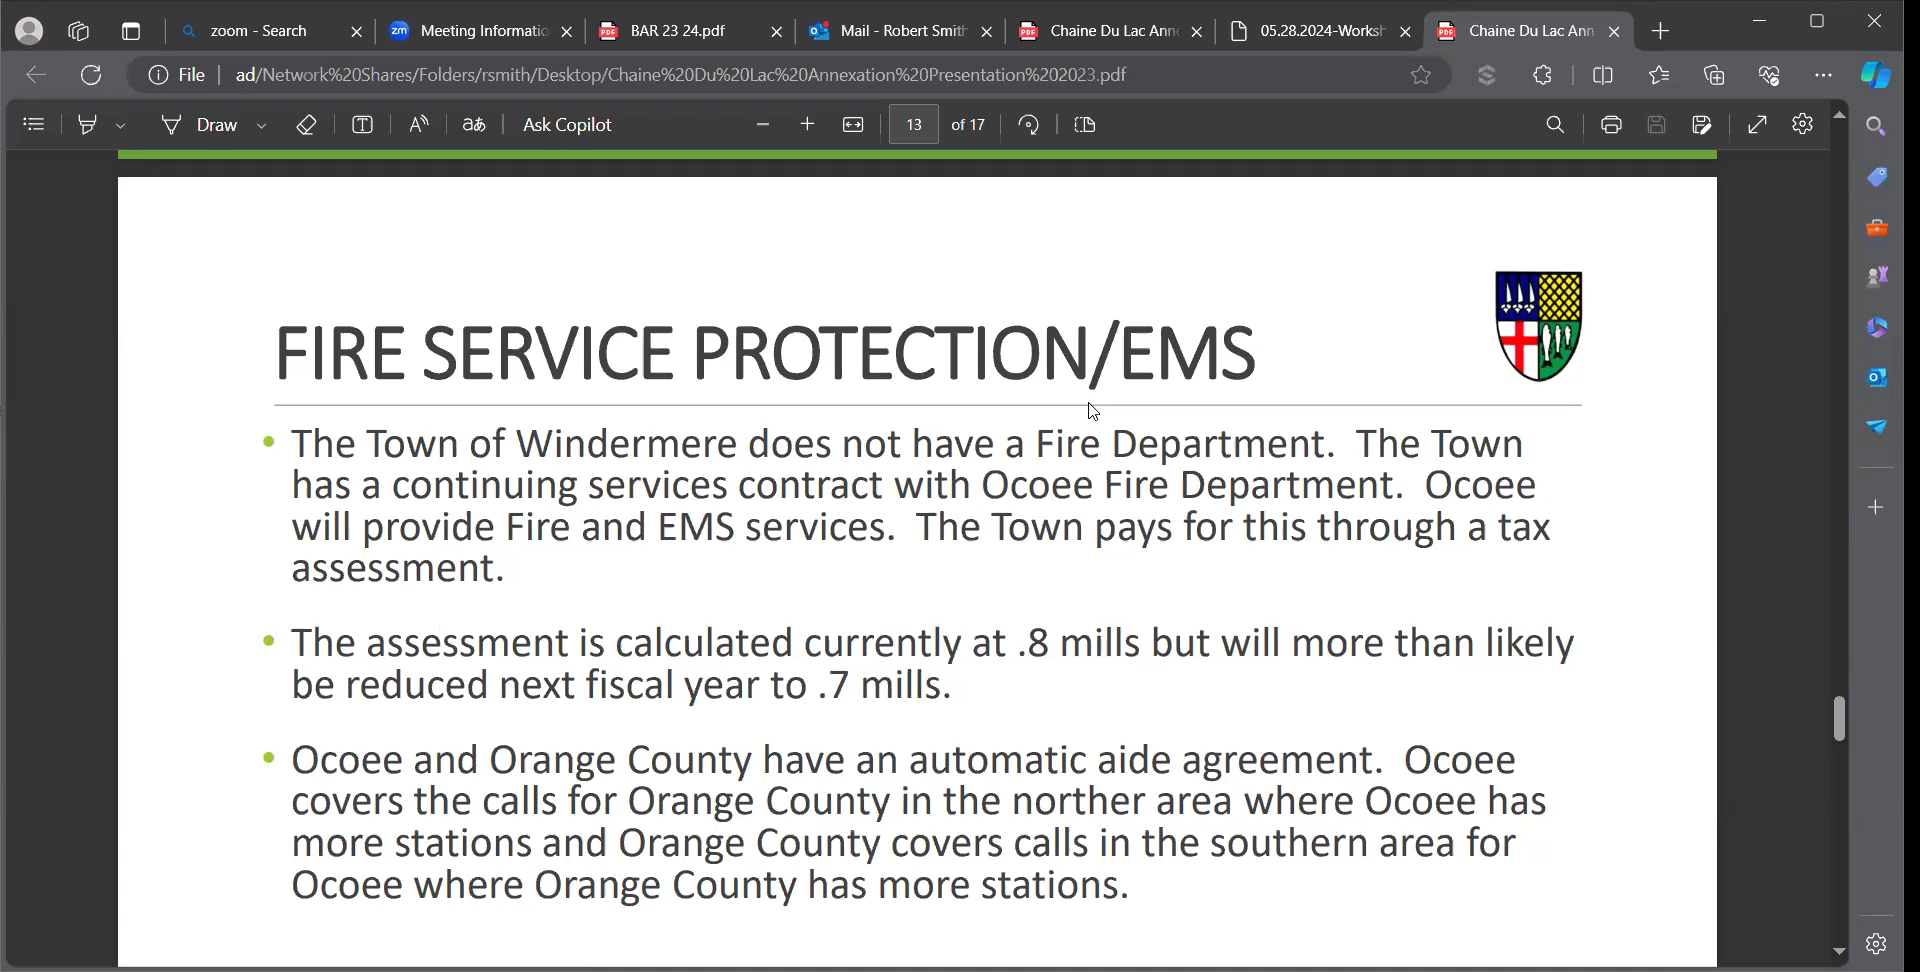 zoom - Search
Meeting Informatio
BAR 23 24.pdf
Mail - Robert Smith
Chaine Du Lac Anne
05.28.2024-Worksh
Chaine Du Lac Ann
File
ad/Network%20Shares/Folders/rsmith/Desktop/Chaine%20Du%20Lac%20Annexation%20Presentation%202023.pdf
Draw
Ask Copilot
13 of 17
FIRE SERVICE PROTECTION/EMS
• The Town of Windermere does not have a Fire Department. The Town
has a continuing services contract with Ocoee Fire Department. Ocoee
will provide Fire and EMS services. The Town pays for this through a tax
assessment.
• The assessment is calculated currently at .8 mills but will more than likely
be reduced next fiscal year to .7 mills.
• Ocoee and Orange County have an automatic aide agreement. Ocoee
covers the calls for Orange County in the norther area where Ocoee has
more stations and Orange County covers calls in the southern area for
Ocoee where Orange County has more stations.